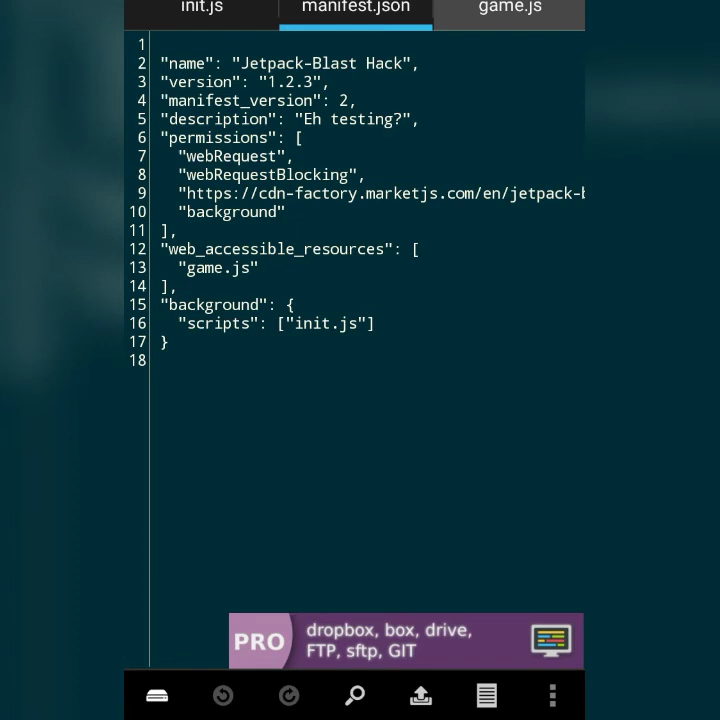 init.js manifest.json game.js
1
2 "name": "Jetpack-Blast Hack",
3 "version": "1.2.3",
4 "manifest_version": 2,
5 "description": "Eh testing?",
6 "permissions": [
7 "webRequest",
8 "webRequestBlocking",
9 "https://cdn-factory.marketjs.com/en/jetpack-b
10 "background"
11 ],
12 "web_accessible_resources": [
13 "game.js"
14 ],
15 "background": {
16 "scripts": ["init.js"]
17 }
18
PRO dropbox, box, drive,
FTP, sftp, GIT